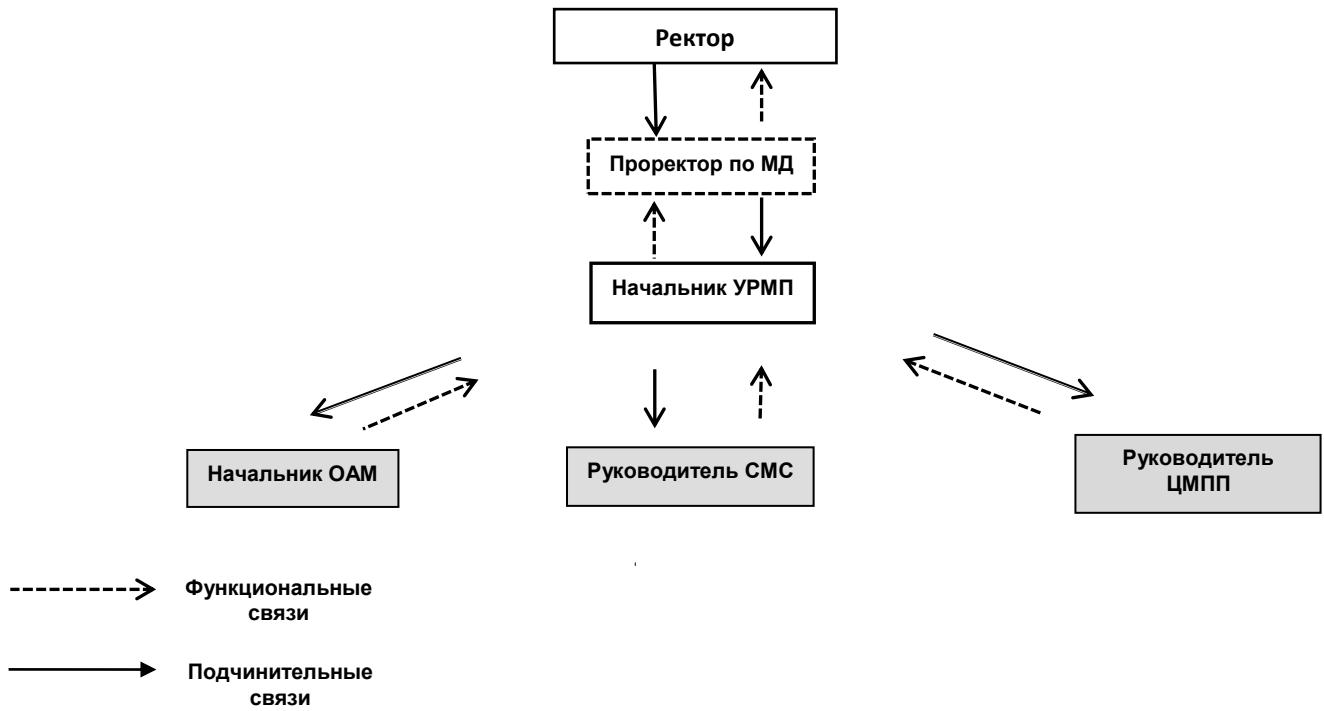 Ректор
Проректор по МД
Начальник УРМП
Начальник ОАМ
Руководитель СМС
Руководитель
ЦМПП
Функциональные
связи
Подчинительные
связи